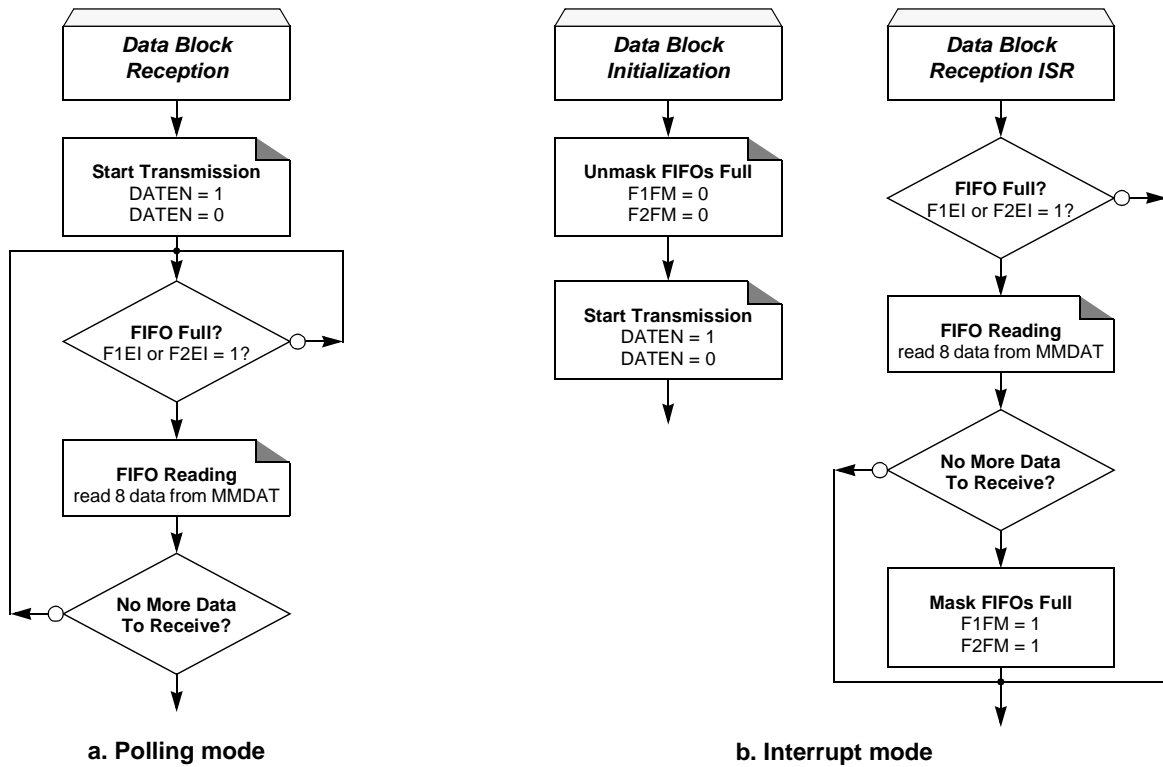 Data Block
Reception
Start Transmission
DATEN = 1
DATEN = 0
FIFO Full?
F1EI or F2EI = 1?
FIFO Reading
read 8 data from MMDAT
No More Data
To Receive?
a. Polling mode
Data Block
Initialization
Unmask FIFOs Full
F1FM = 0
F2FM = 0
Start Transmission
DATEN = 1
DATEN = 0
Data Block
Reception ISR
FIFO Full?
F1EI or F2EI = 1?
FIFO Reading
read 8 data from MMDAT
No More Data
To Receive?
Mask FIFOs Full
F1FM = 1
F2FM = 1
b. Interrupt mode